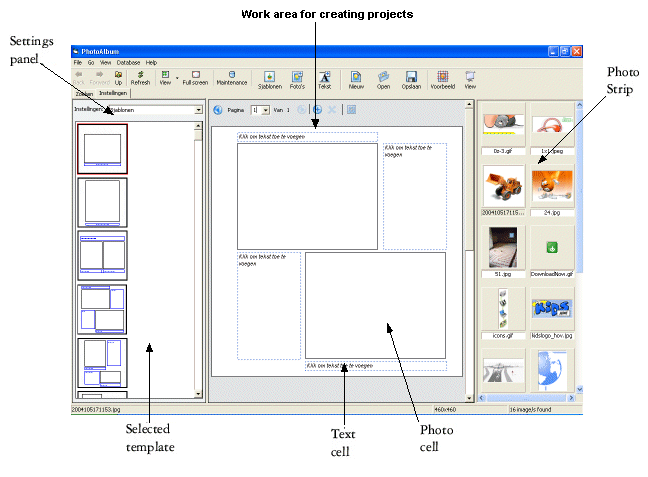 Work area for creating projects
Settings
panel
Photo
Strip
PhotoAlbum
File Go View Database Help
Back Forward Up Refresh View Full screen Maintenance Sjablonen Foto's Tekst Nieuw Open Opslaan Voorbeeld View
Zoeken Instellingen
Instellingen: Sjablonen
Pagina 1 Van 1
Klik om tekst toe te voegen
Klik om tekst toe te
voegen
Klik om tekst toe te
voegen
Klik om tekst toe te voegen
0z-3.gif 1x1.jpeg
2004105171115... 24.jpg
51.jpg DownloadNow.gif
icons.gif kidslogo_hov.jpg
2004105171153.jpg 460x460 16 image/s found
Selected
template
Text
cell
Photo
cell